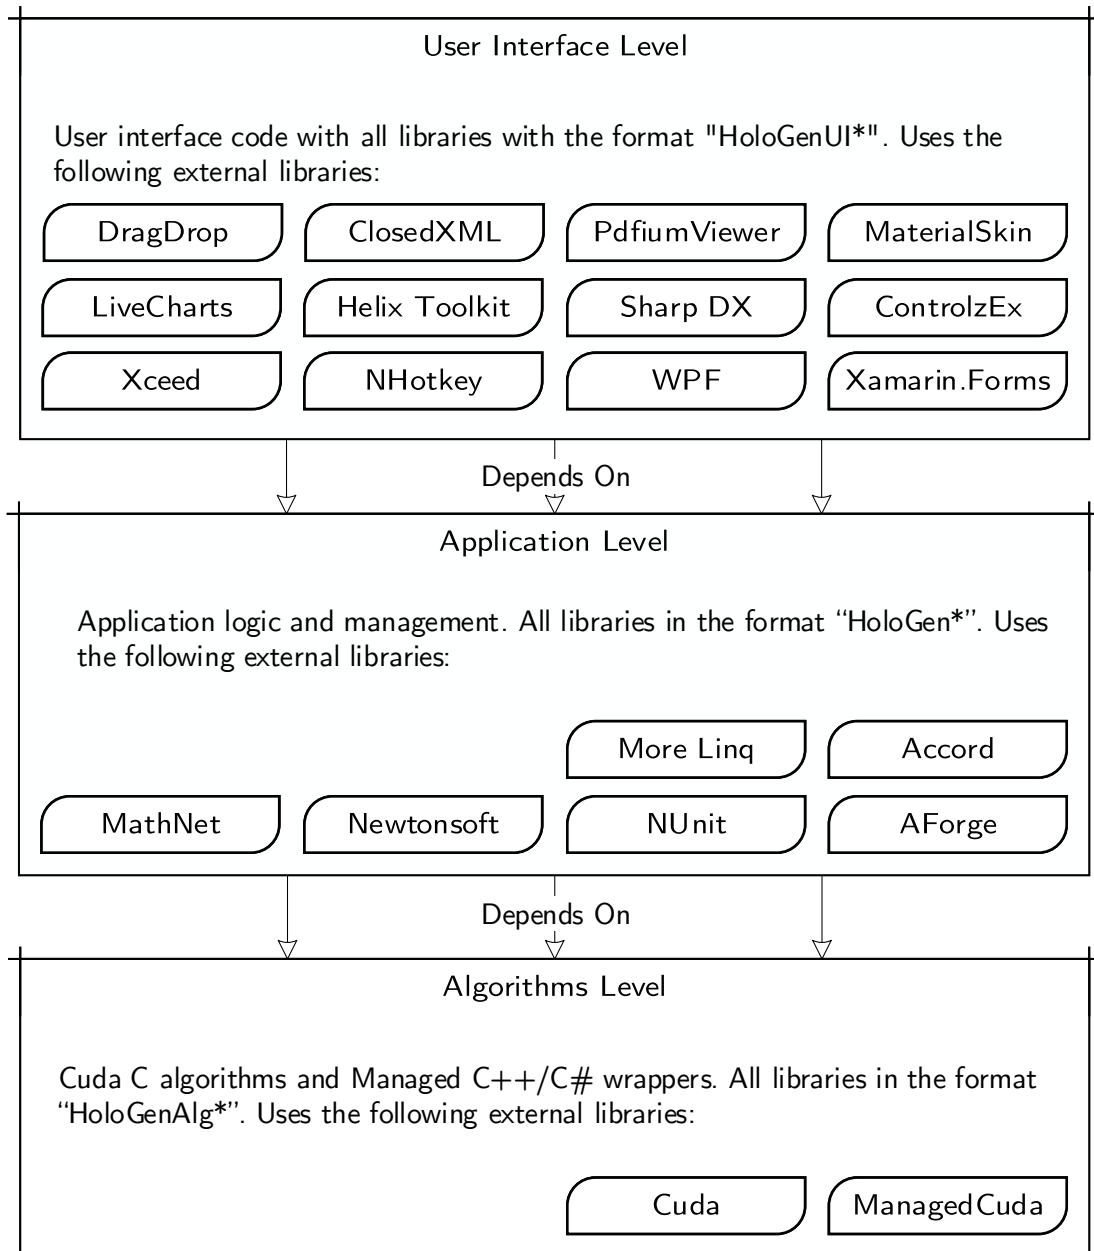 User Interface Level
User interface code with all libraries with the format "HoloGenUI*". Uses the
following external libraries:
DragDrop ClosedXML PdfiumViewer MaterialSkin
LiveCharts Helix Toolkit Sharp DX ControlzEx
Xceed NHotkey WPF Xamarin.Forms
Depends On
Application Level
Application logic and management. All libraries in the format “HoloGen*”. Uses
the following external libraries:
More Linq Accord
MathNet Newtonsoft NUnit AForge
Depends On
Algorithms Level
Cuda C algorithms and Managed C++/C# wrappers. All libraries in the format
“HoloGenAlg*”. Uses the following external libraries:
Cuda ManagedCuda